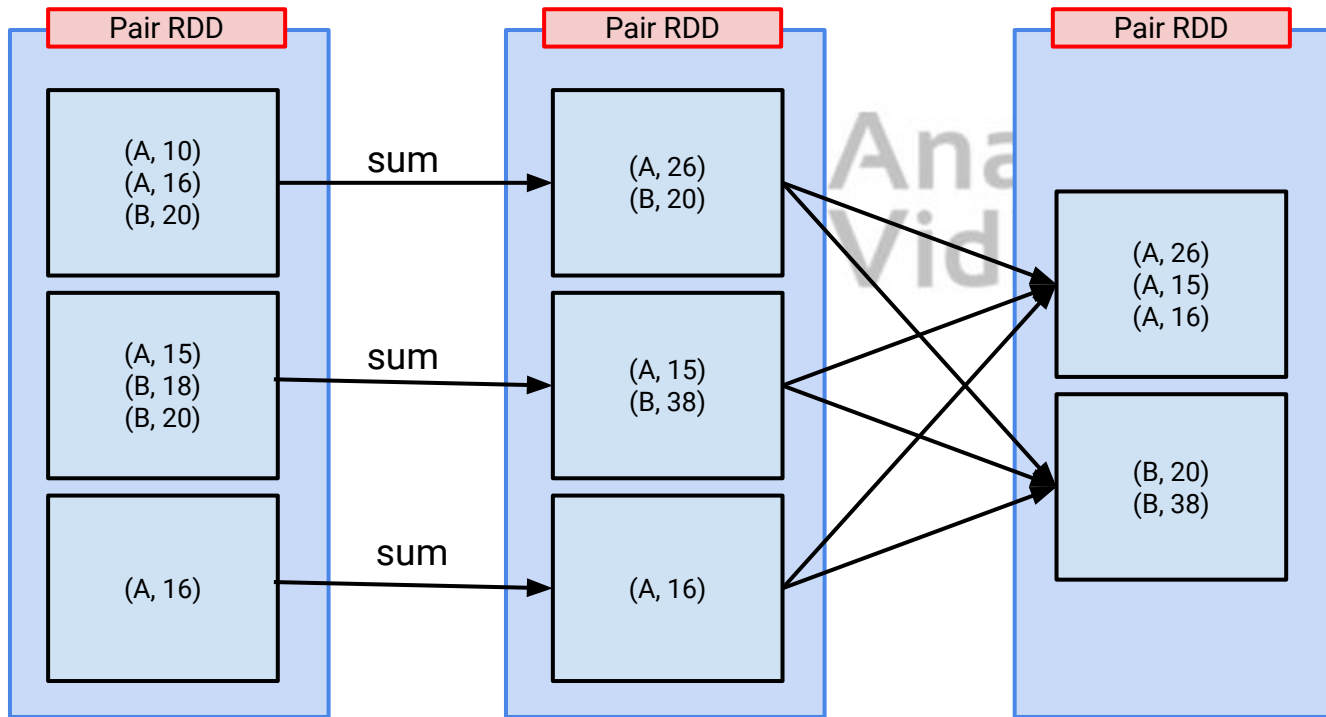 Pair RDD
Pair RDD
Pair RDD
(A, 10)
(A, 16)
(B, 20)
sum
(A, 26)
(B, 20)
(A, 15)
(B, 18)
(B, 20)
sum
(A, 15)
(B, 38)
(A, 16)
sum
(A, 16)
(A, 26)
(A, 15)
(A, 16)
(B, 20)
(B, 38)